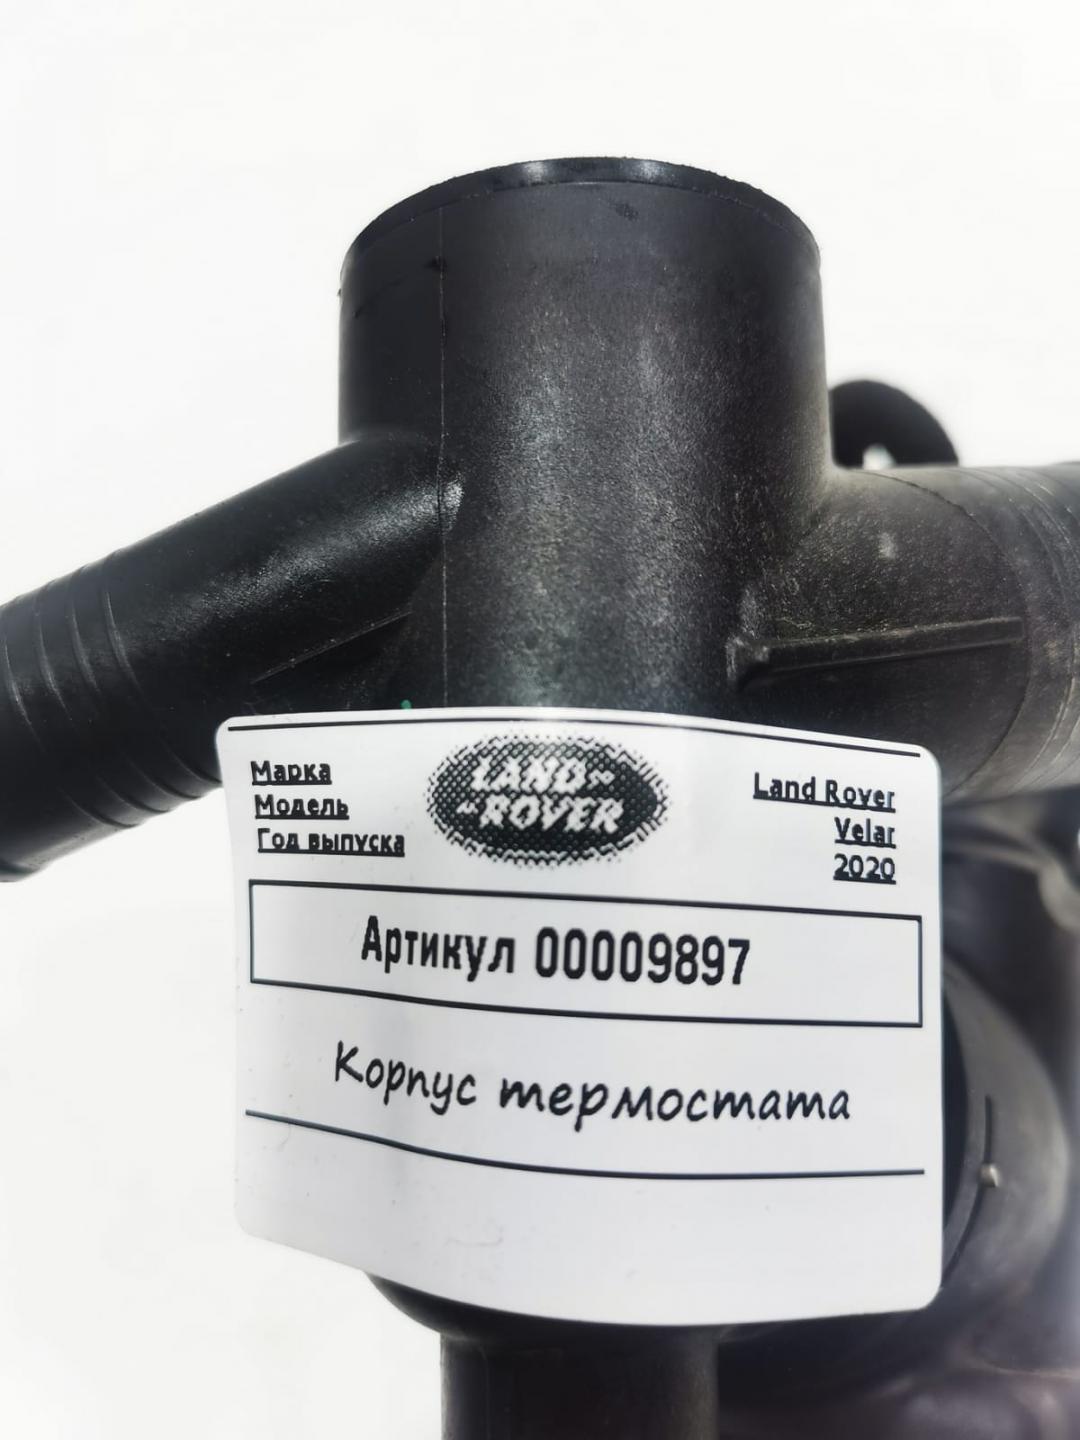 Марка
Модель
Год выпуска
LAND
ROVER
Land Rover
Velar
2020
Артикул 00009897
Корпус термостата